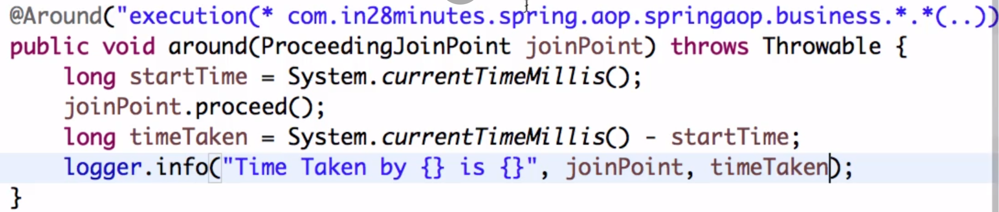 @Around("execution(* com.in28minutes.spring.aop.springaop.business.*.*(..))
public void around(ProceedingJoinPoint joinPoint) throws Throwable {
    long startTime = System.currentTimeMillis();
    joinPoint.proceed();
    long timeTaken = System.currentTimeMillis() - startTime;
    logger.info("Time Taken by {} is {}", joinPoint, timeTaken);
}